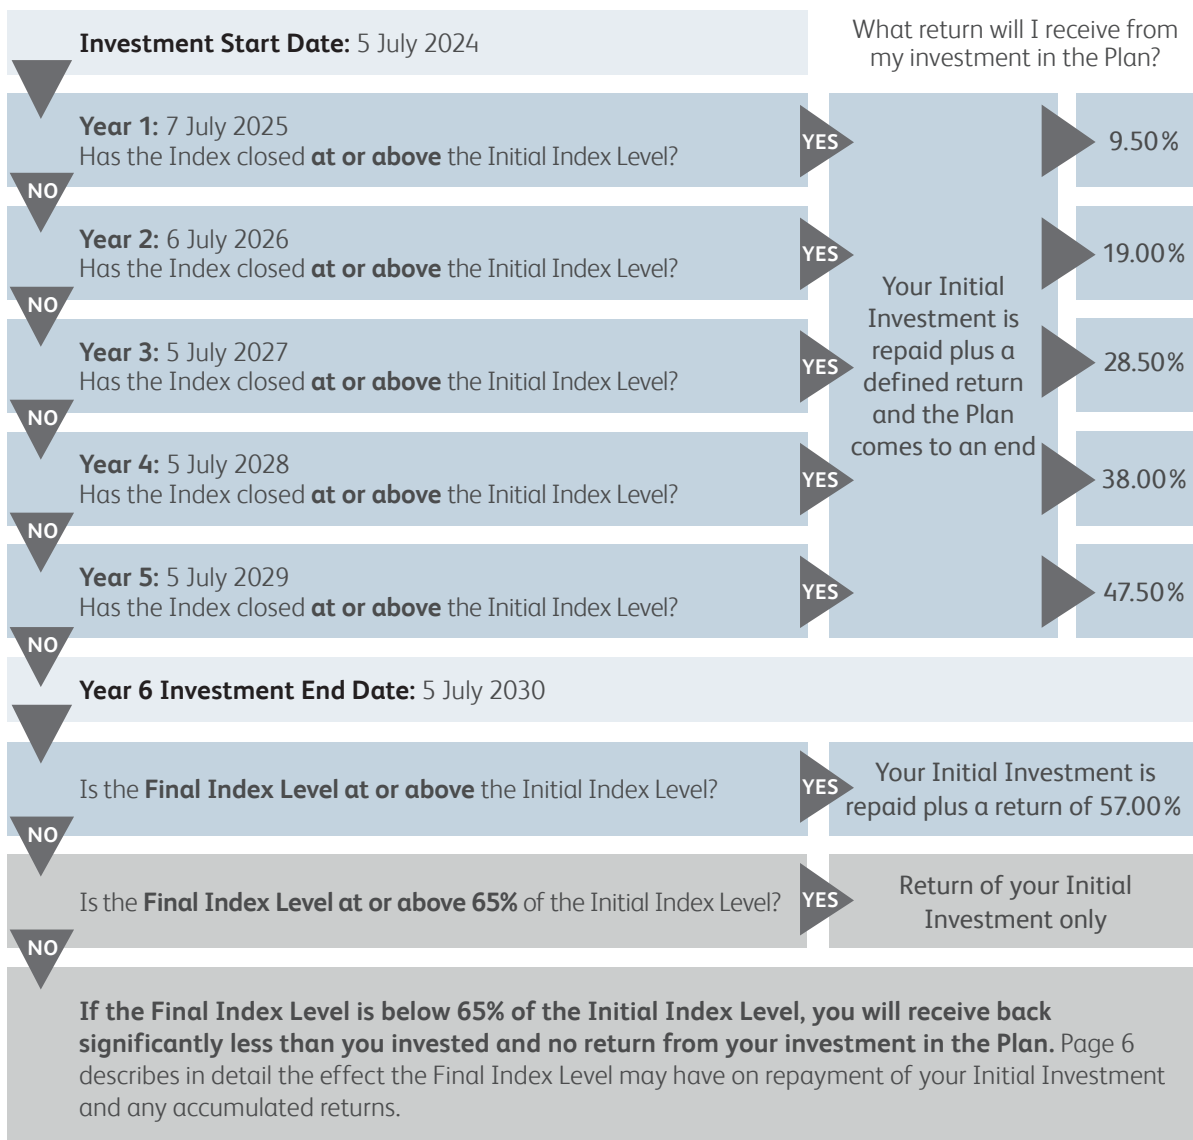 Investment Start Date: 5 July 2024
What return will I receive from
my investment in the Plan?
Year 1: 7 July 2025
Has the Index closed at or above the Initial Index Level?
YES
9.50%
NO
Year 2: 6 July 2026
Has the Index closed at or above the Initial Index Level?
YES
19.00%
NO
Year 3: 5 July 2027
Has the Index closed at or above the Initial Index Level?
YES
28.50%
NO
Year 4: 5 July 2028
Has the Index closed at or above the Initial Index Level?
YES
38.00%
NO
Year 5: 5 July 2029
Has the Index closed at or above the Initial Index Level?
YES
47.50%
NO
Your Initial
Investment is
repaid plus a
defined return
and the Plan
comes to an end
Year 6 Investment End Date: 5 July 2030
Is the Final Index Level at or above the Initial Index Level?
YES
Your Initial Investment is
repaid plus a return of 57.00%
NO
Is the Final Index Level at or above 65% of the Initial Index Level?
YES
Return of your Initial
Investment only
NO
If the Final Index Level is below 65% of the Initial Index Level, you will receive back
significantly less than you invested and no return from your investment in the Plan. Page 6
describes in detail the effect the Final Index Level may have on repayment of your Initial Investment
and any accumulated returns.